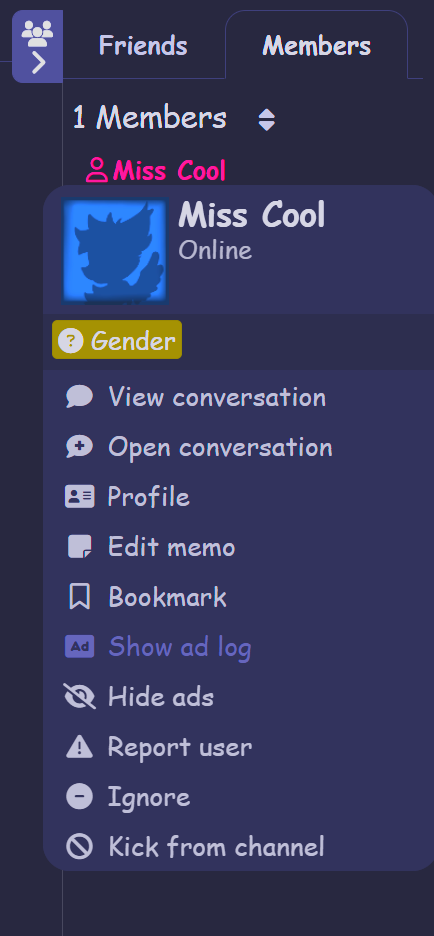 Friends
Members
1 Members
Miss Cool
Miss Cool
Online
? Gender
View conversation
Open conversation
Profile
Edit memo
Bookmark
Ad Show ad log
Hide ads
Report user
Ignore
Kick from channel